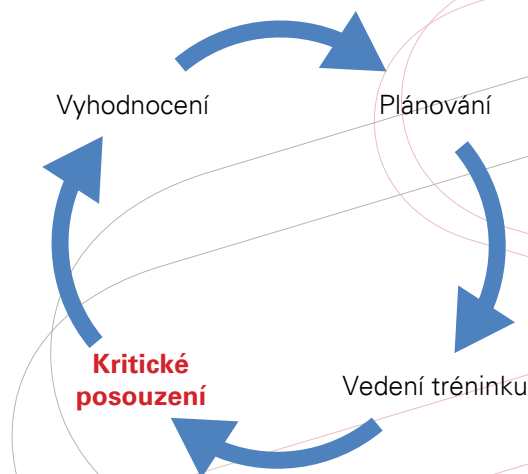 Vyhodnocení
Plánování
Kritické
posouzení
Vedení tréninku